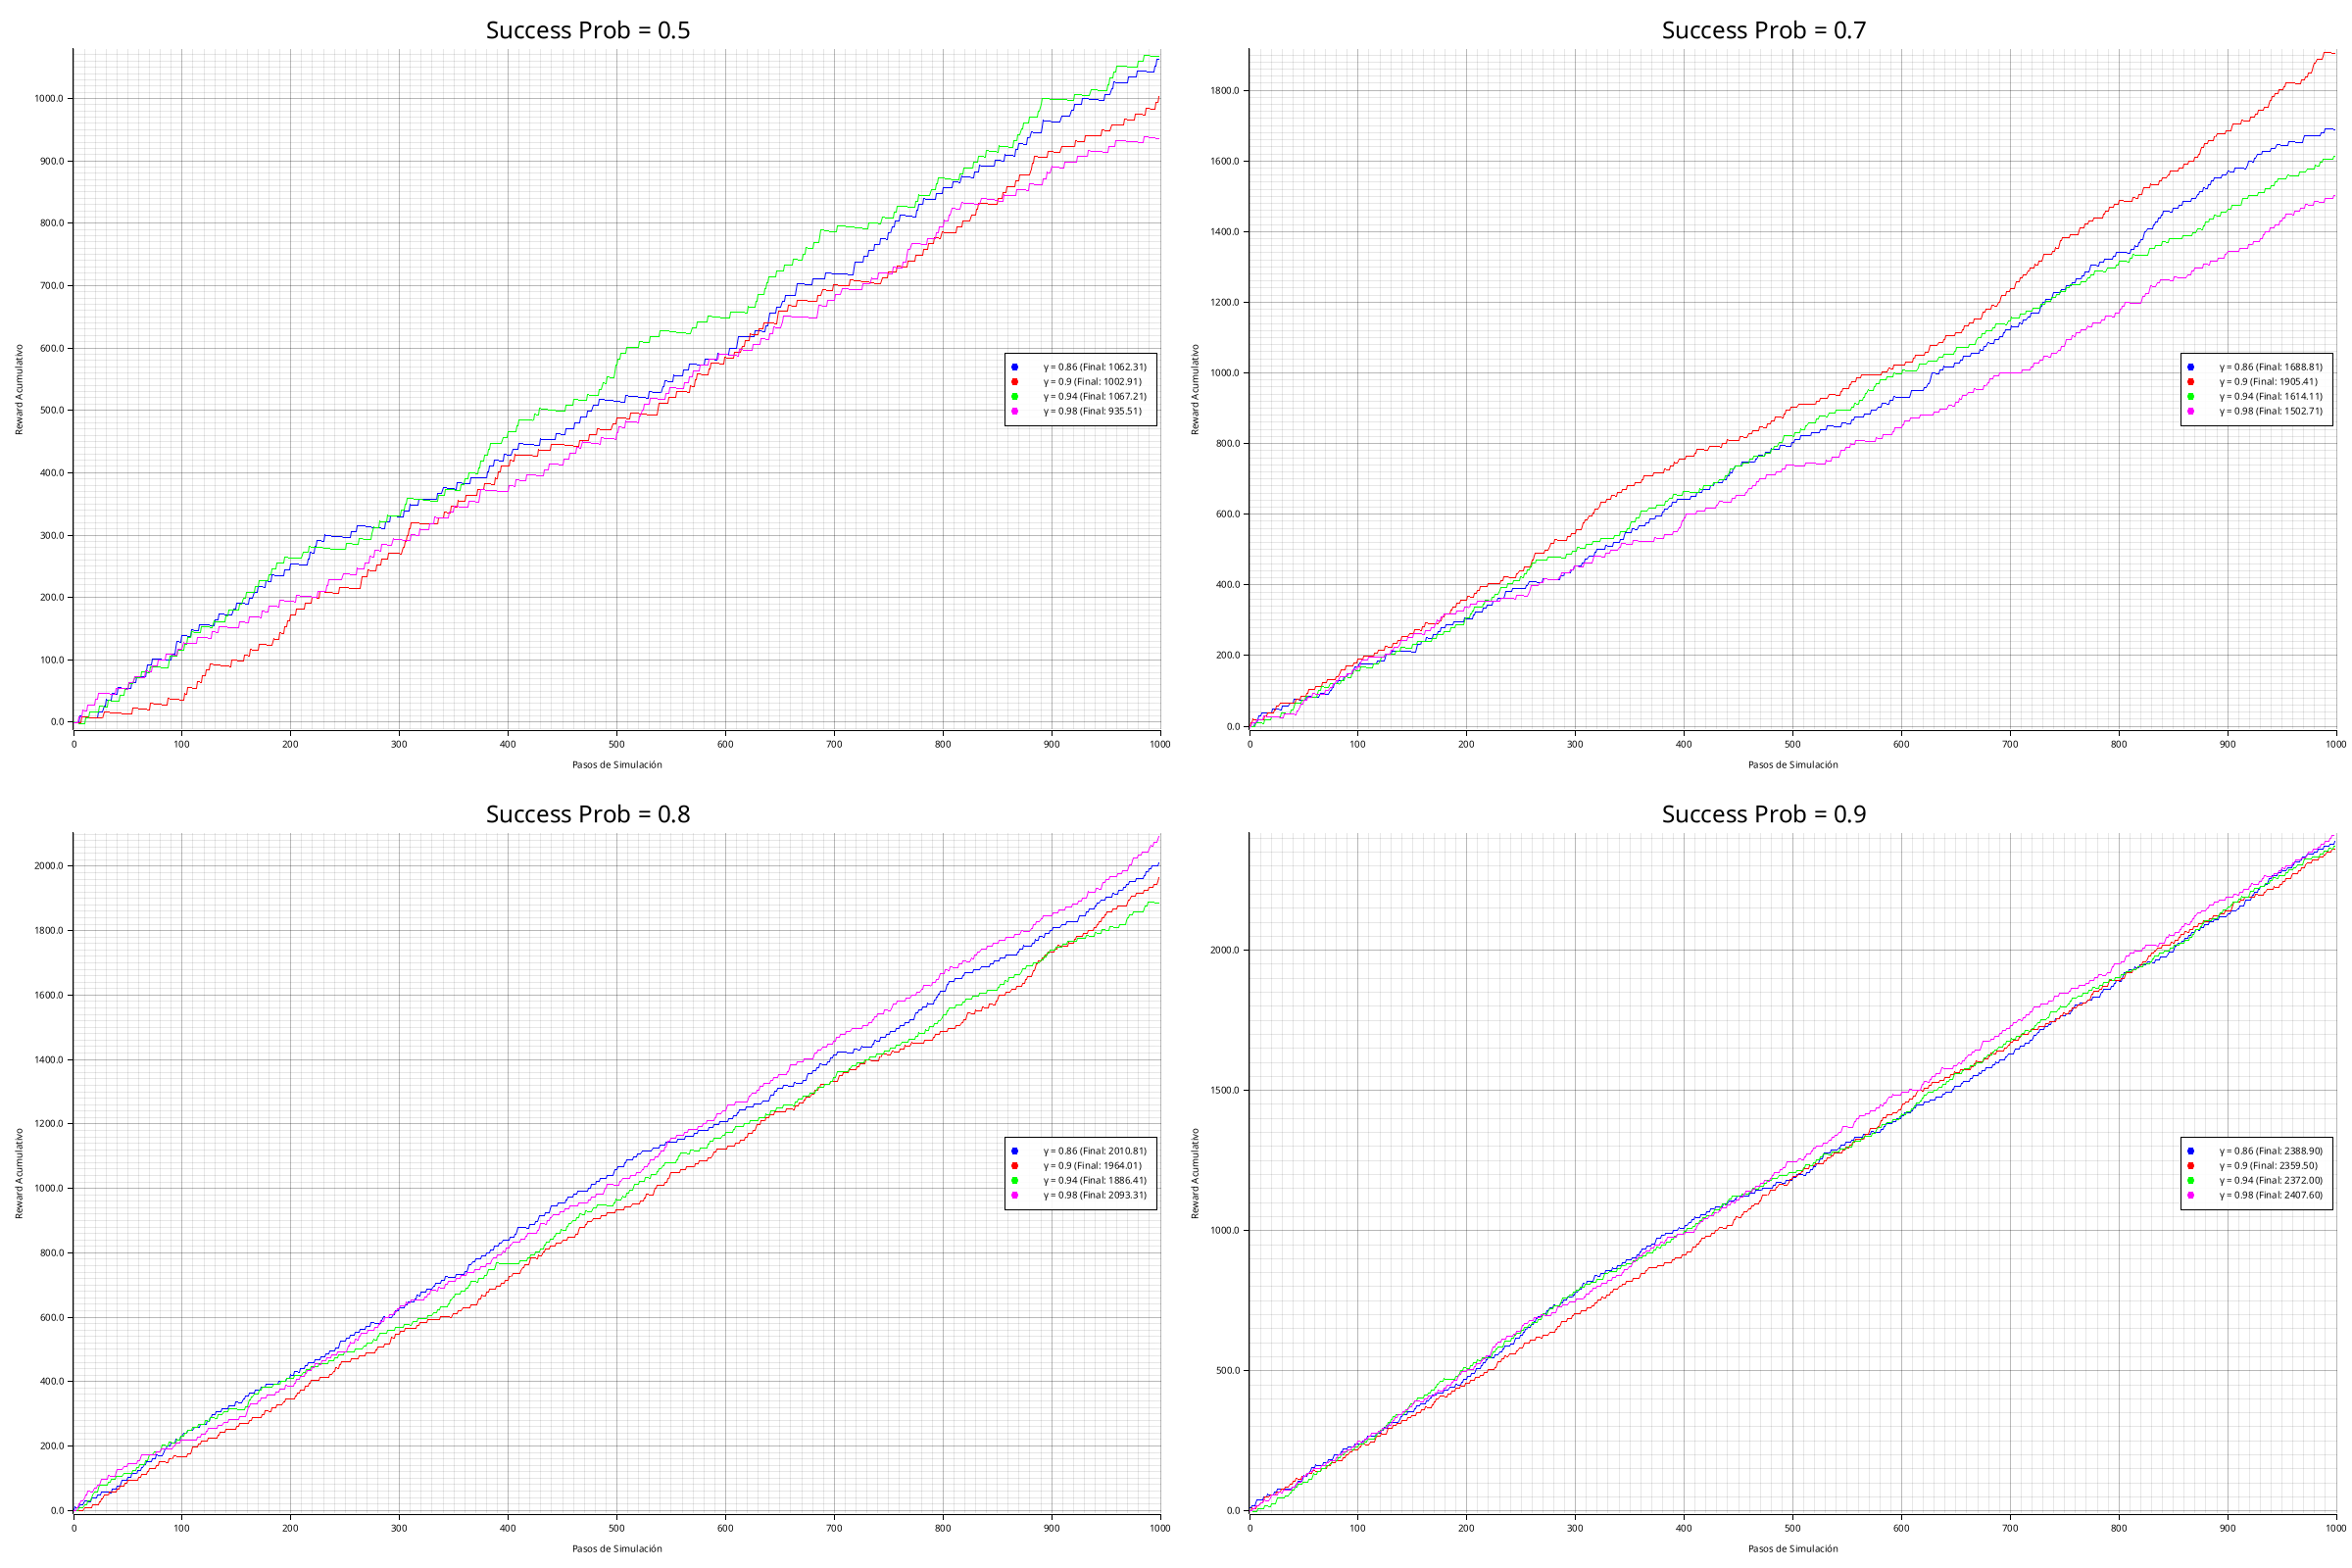 Success Prob = 0.5
1000.0
900.0
800.0
700.0
600.0
500.0
400.0
300.0
200.0
100.0
0.0
Reward Acumulativo
0 100 200 300 400 500 600 700 800 900 1000
Pasos de Simulación
γ = 0.86 (Final: 1062.31)
γ = 0.9 (Final: 1002.91)
γ = 0.94 (Final: 1067.21)
γ = 0.98 (Final: 935.51)
Success Prob = 0.7
1800.0
1600.0
1400.0
1200.0
1000.0
800.0
600.0
400.0
200.0
0.0
Reward Acumulativo
0 100 200 300 400 500 600 700 800 900 1000
Pasos de Simulación
γ = 0.86 (Final: 1688.81)
γ = 0.9 (Final: 1905.41)
γ = 0.94 (Final: 1614.11)
γ = 0.98 (Final: 1502.71)
Success Prob = 0.8
2000.0
1800.0
1600.0
1400.0
1200.0
1000.0
800.0
600.0
400.0
200.0
0.0
Reward Acumulativo
0 100 200 300 400 500 600 700 800 900 1000
Pasos de Simulación
γ = 0.86 (Final: 2010.81)
γ = 0.9 (Final: 1964.01)
γ = 0.94 (Final: 1886.41)
γ = 0.98 (Final: 2093.31)
Success Prob = 0.9
2000.0
1500.0
1000.0
500.0
0.0
Reward Acumulativo
0 100 200 300 400 500 600 700 800 900 1000
Pasos de Simulación
γ = 0.86 (Final: 2388.90)
γ = 0.9 (Final: 2359.50)
γ = 0.94 (Final: 2372.00)
γ = 0.98 (Final: 2407.60)